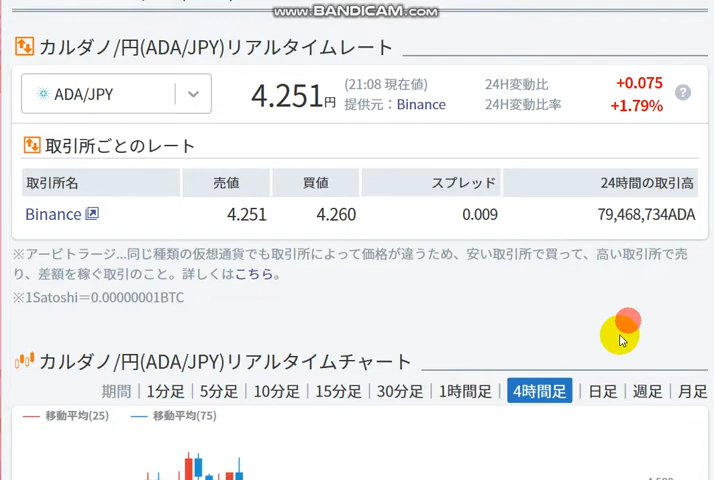 www.BANDICAM.com
カルダノ/円(ADA/JPY)リアルタイムレート
ADA/JPY
4.251円
(21:08 現在値)
提供元：Binance
24H変動比 +0.075
24H変動比率 +1.79%
?
取引所ごとのレート
取引所名 売値 買値 スプレッド 24時間の取引高
Binance 4.251 4.260 0.009 79,468,734ADA
※アービトラージ…同じ種類の仮想通貨でも取引所によって価格が違うため、安い取引所で買って、高い取引所で売
り、差額を稼ぐ取引のこと。詳しくはこちら。
※1Satoshi＝0.00000001BTC
カルダノ/円(ADA/JPY)リアルタイムチャート
期間 | 1分足 | 5分足 | 10分足 | 15分足 | 30分足 | 1時間足 | 4時間足 | 日足 | 週足 | 月足
移動平均(25) 移動平均(75)